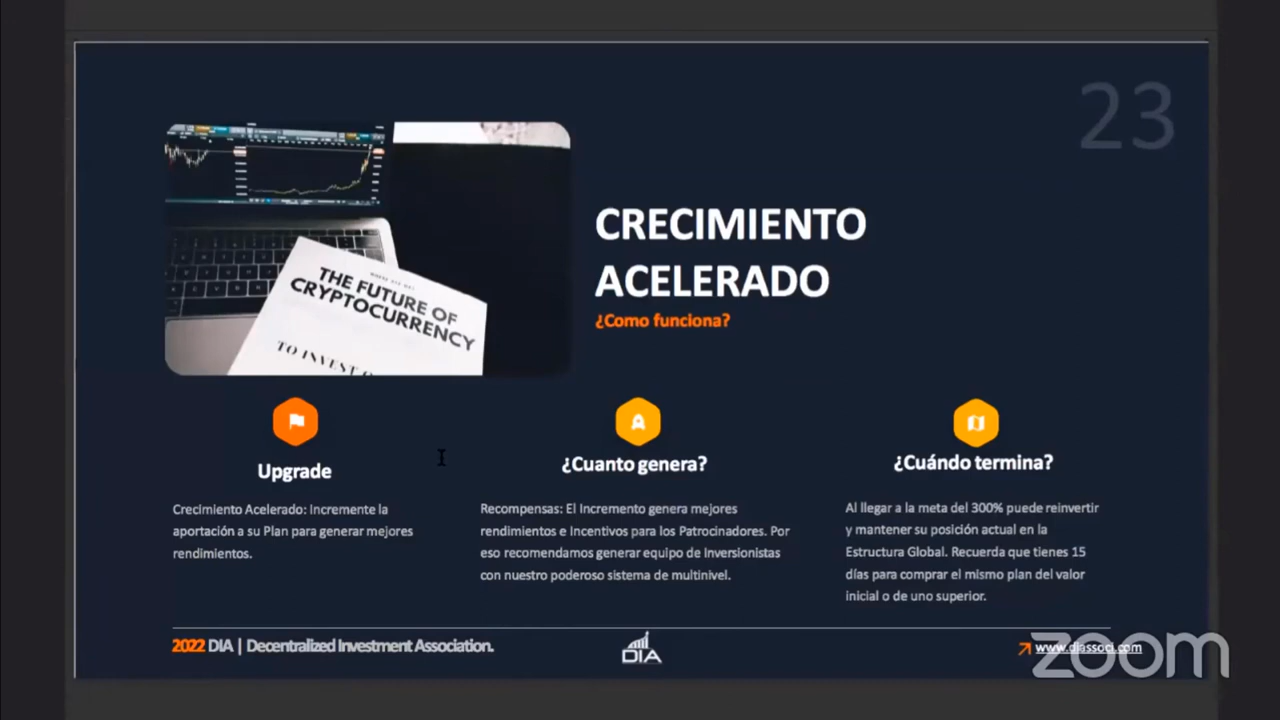 23
THE FUTURE OF
CRYPTOCURRENCY
TO INVEST
CRECIMIENTO
ACELERADO
¿Como funciona?
Upgrade
Crecimiento Acelerado: Incremente la
aportación a su Plan para generar mejores
rendimientos.
¿Cuanto genera?
Recompensas: El Incremento genera mejores
rendimientos e Incentivos para los Patrocinadores. Por
eso recomendamos generar equipo de Inversionistas
con nuestro poderoso sistema de multinivel.
¿Cuándo termina?
Al llegar a la meta del 300% puede reinvertir
y mantener su posición actual en la
Estructura Global. Recuerda que tienes 15
días para comprar el mismo plan del valor
inicial o de uno superior.
2022 DIA | Decentralized Investment Association.
DIA
www.diassoci.com
zoom